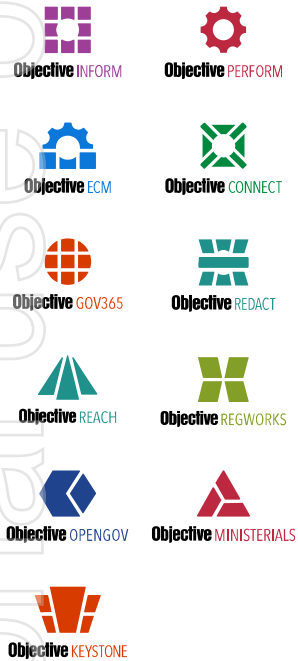 Objective INFORM
Objective PERFORM
Objective ECM
Objective CONNECT
Objective GOV365
Objective REDACT
Objective REACH
Objective REGWORKS
Objective OPENGOV
Objective MINISTERIALS
Objective KEYSTONE